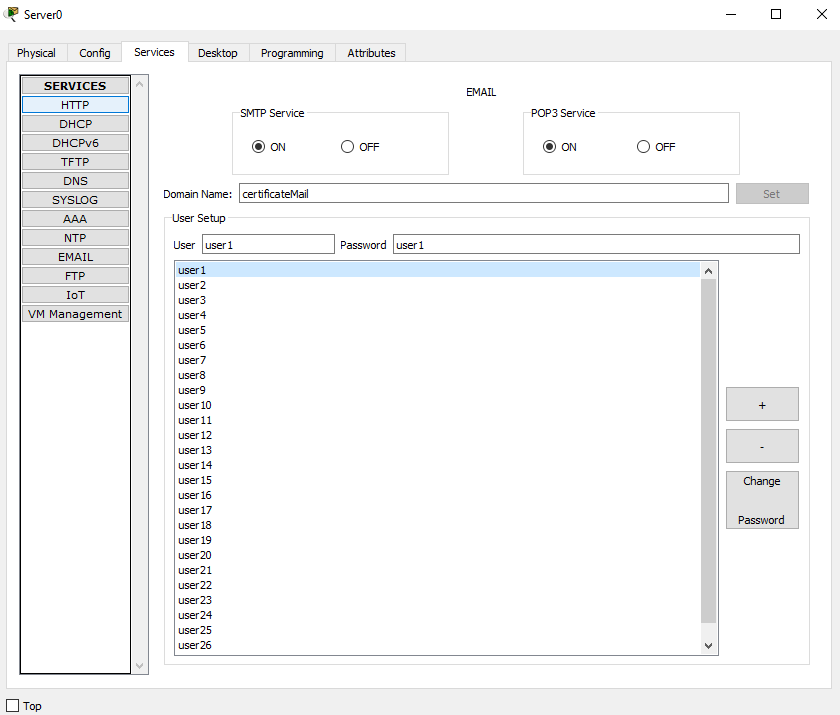 Server0
Physical Config Services Desktop Programming Attributes
SERVICES
HTTP
DHCP
DHCPv6
TFTP
DNS
SYSLOG
AAA
NTP
EMAIL
FTP
IoT
VM Management
EMAIL
SMTP Service
ON OFF
POP3 Service
ON OFF
Domain Name: certificateMail Set
User Setup
User user1 Password user1
user1
user2
user3
user4
user5
user6
user7
user8
user9
user10
user11
user12
user13
user14
user15
user16
user17
user18
user19
user20
user21
user22
user23
user24
user25
user26
+
-
Change
Password
Top